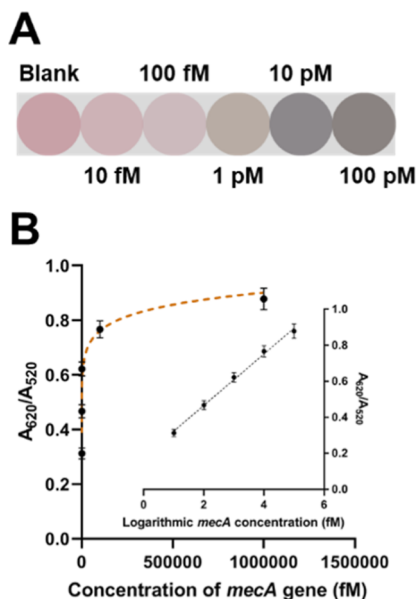 A
Blank 100 fM 10 pM
10 fM 1 pM 100 pM
B
1.0
0.8
0.6
0.4
0.2
0.0
A620/A520
0 500000 1000000 1500000
Concentration of mecA gene (fM)
1.0
0.8
0.6
0.4
0.2
0.0
A620/A520
0 2 4 6
Logarithmic mecA concentration (fM)